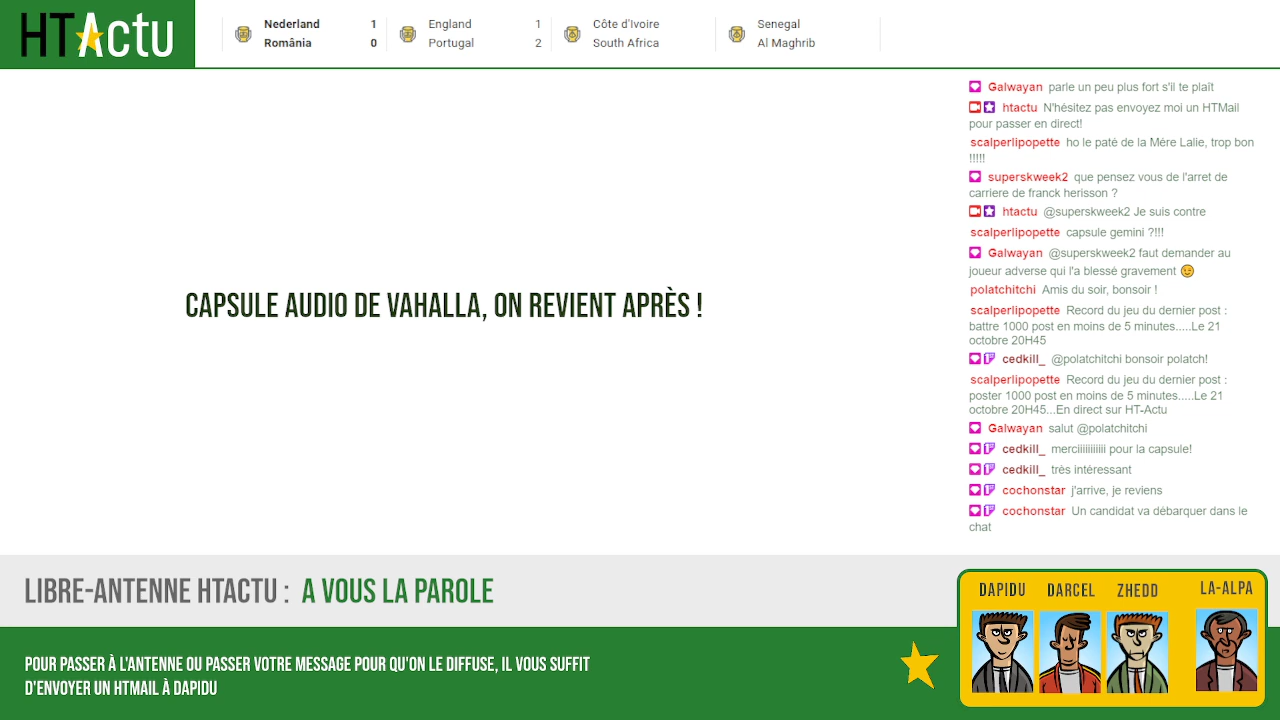 HTActu
Nederland 1
România 0
England 1
Portugal 2
Côte d'Ivoire
South Africa
Senegal
Al Maghrib
Galwayan parle un peu plus fort s'il te plaît
htactu N'hésitez pas envoyez moi un HTMail
pour passer en direct!
scalperlipopette ho le paté de la Mére Lalie, trop bon
!!!!!
superskweek2 que pensez vous de l'arret de
carriere de franck herisson ?
htactu @superskweek2 Je suis contre
scalperlipopette capsule gemini ?!!!
Galwayan @superskweek2 faut demander au
joueur adverse qui l'a blessé gravement 😉
polatchitchi Amis du soir, bonsoir !
scalperlipopette Record du jeu du dernier post :
battre 1000 post en moins de 5 minutes.....Le 21
octobre 20H45
cedkill_ @polatchitchi bonsoir polatch!
scalperlipopette Record du jeu du dernier post :
poster 1000 post en moins de 5 minutes.....Le 21
octobre 20H45...En direct sur HT-Actu
Galwayan salut @polatchitchi
cedkill_ merciiiiiiiiiii pour la capsule!
cedkill_ très intéressant
cochonstar j'arrive, je reviens
cochonstar Un candidat va débarquer dans le
chat
CAPSULE AUDIO DE VAHALLA, ON REVIENT APRÈS !
LIBRE-ANTENNE HTACTU : A VOUS LA PAROLE
POUR PASSER À L'ANTENNE OU PASSER VOTRE MESSAGE POUR QU'ON LE DIFFUSE, IL VOUS SUFFIT
D'ENVOYER UN HTMAIL À DAPIDU
DAPIDU DARCEL ZHEDD LA-ALPA